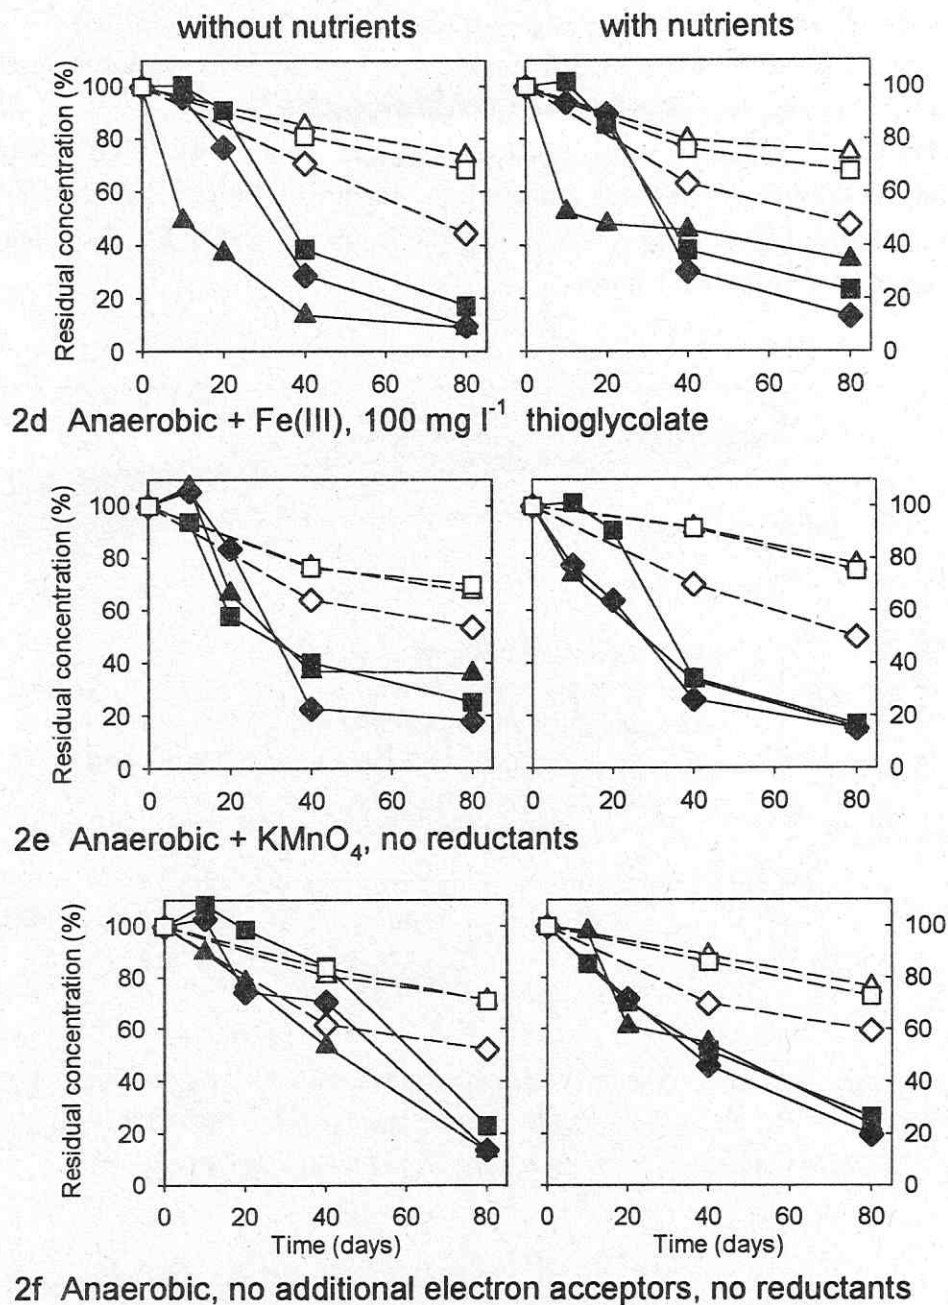 without nutrients
with nutrients
Residual concentration (%)
100
80
60
40
20
0
0 20 40 60 80
100
80
60
40
20
0
0 20 40 60 80
2d Anaerobic + Fe(III), 100 mg l⁻¹ thioglycolate
Residual concentration (%)
100
80
60
40
20
0
0 20 40 60 80
100
80
60
40
20
0
0 20 40 60 80
2e Anaerobic + KMnO₄, no reductants
Residual concentration (%)
100
80
60
40
20
0
0 20 40 60 80
Time (days)
100
80
60
40
20
0
0 20 40 60 80
Time (days)
2f Anaerobic, no additional electron acceptors, no reductants